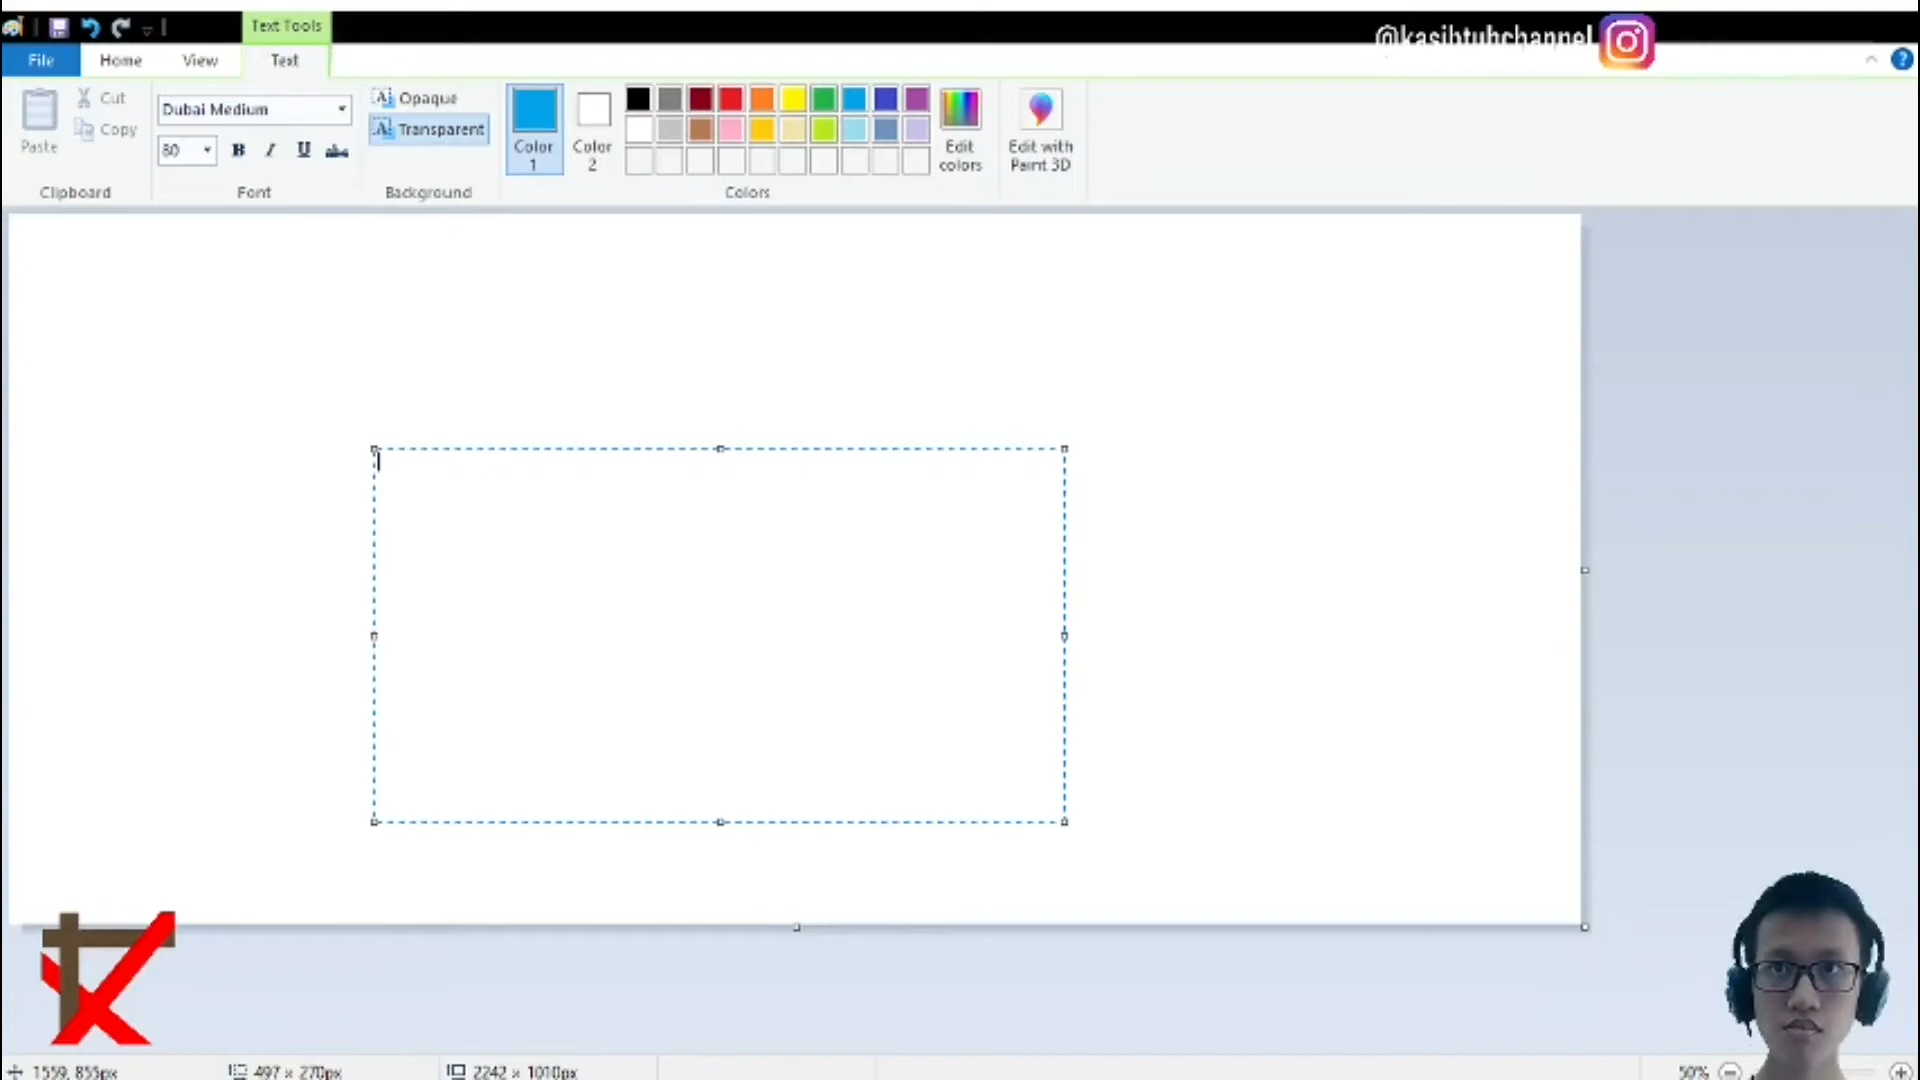 Text Tools
@kasihtuhchannel
File Home View Text
Paste
Cut
Copy
Clipboard
Dubai Medium
80
B I U abc
Font
Opaque
Transparent
Background
Color 1
Color 2
Colors
Edit colors
Edit with Paint 3D
1559, 855px 497 × 270px 2242 × 1010px 50%